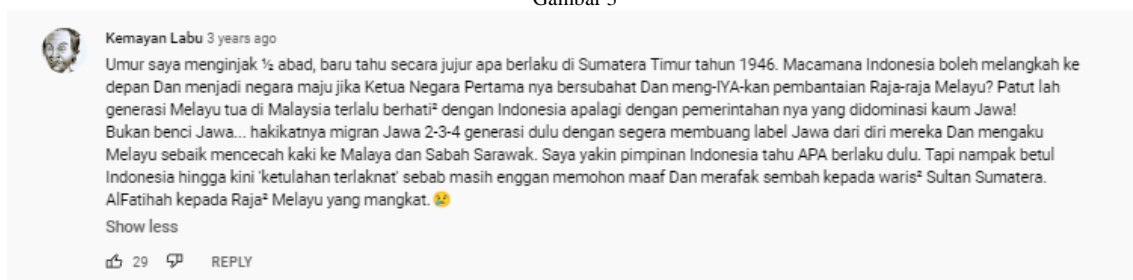 Gambar 5
Kemayan Labu 3 years ago
Umur saya menginjak ½ abad, baru tahu secara jujur apa berlaku di Sumatera Timur tahun 1946. Macamana Indonesia boleh melangkah ke
depan Dan menjadi negara maju jika Ketua Negara Pertama nya bersubahat Dan meng-IYA-kan pembantaian Raja-raja Melayu? Patut lah
generasi Melayu tua di Malaysia terlalu berhati² dengan Indonesia apalagi dengan pemerintahan nya yang didominasi kaum Jawa!
Bukan benci Jawa... hakikatnya migran Jawa 2-3-4 generasi dulu dengan segera membuang label Jawa dari diri mereka Dan mengaku
Melayu sebaik mencecah kaki ke Malaya dan Sabah Sarawak. Saya yakin pimpinan Indonesia tahu APA berlaku dulu. Tapi nampak betul
Indonesia hingga kini 'ketulahan terlaknat' sebab masih enggan memohon maaf Dan merafak sembah kepada waris² Sultan Sumatera.
AlFatihah kepada Raja² Melayu yang mangkat. 😢
Show less
29 REPLY